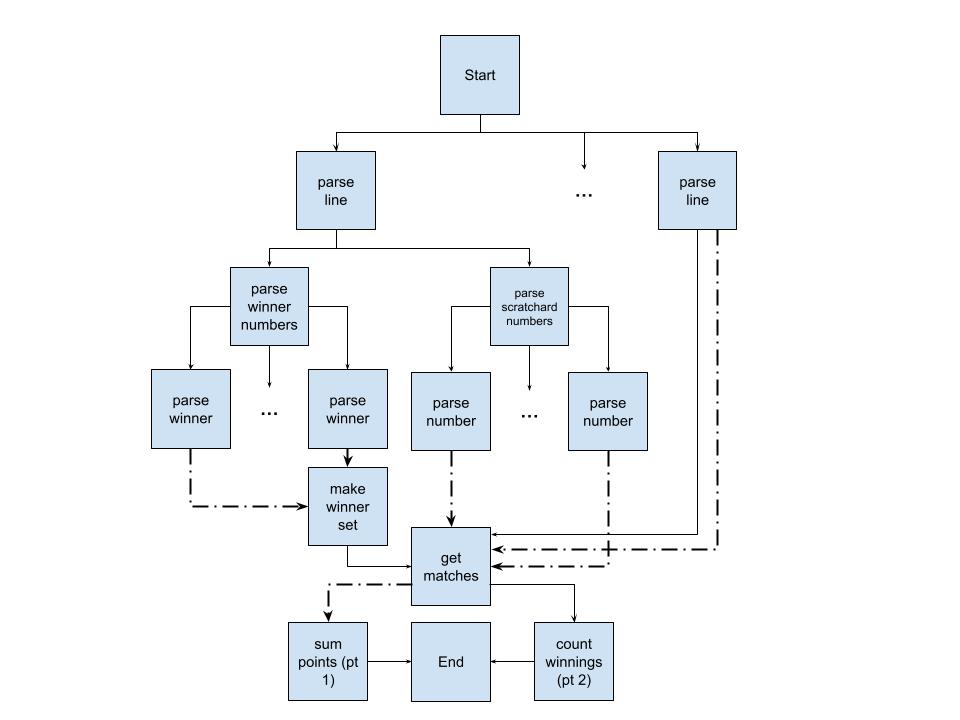 Start
parse
line
...
parse
line
parse
winner
numbers
parse
scratchard
numbers
parse
winner
...
parse
winner
parse
number
...
parse
number
make
winner
set
get
matches
sum
points (pt
1)
End
count
winnings
(pt 2)